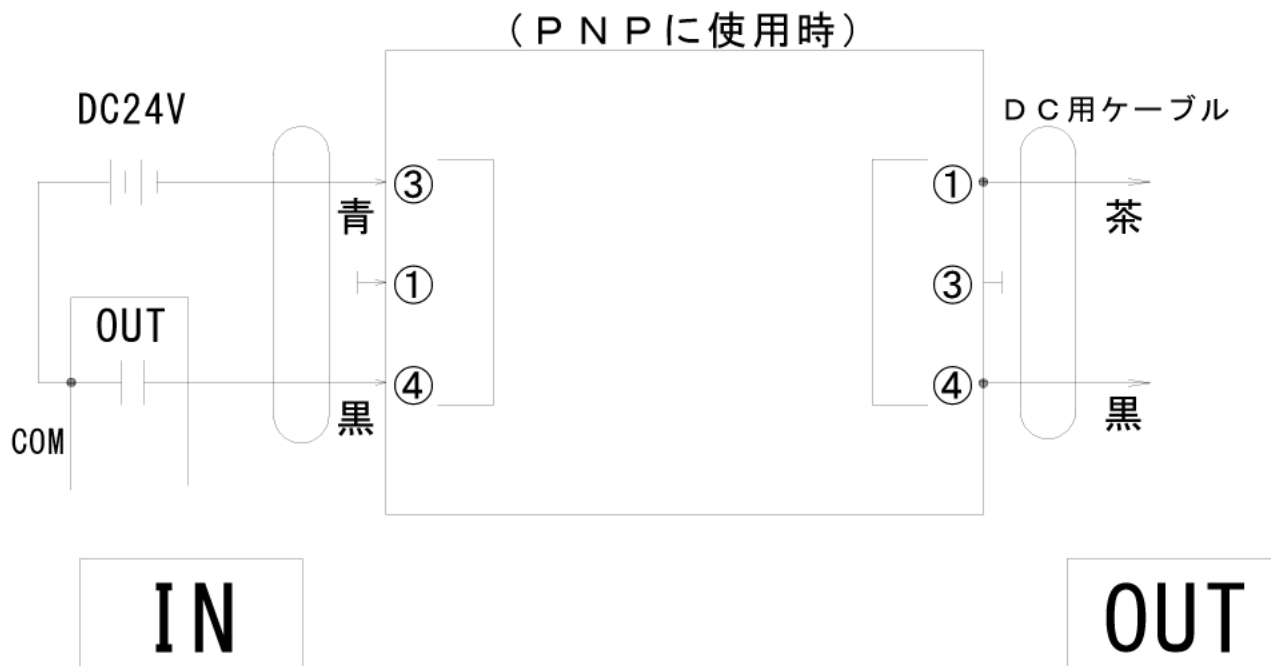 （ＰＮＰに使用時）
DC24V
ＤＣ用ケーブル
③
①
青
茶
①
③
OUT
④
④
黒
黒
COM
IN
OUT